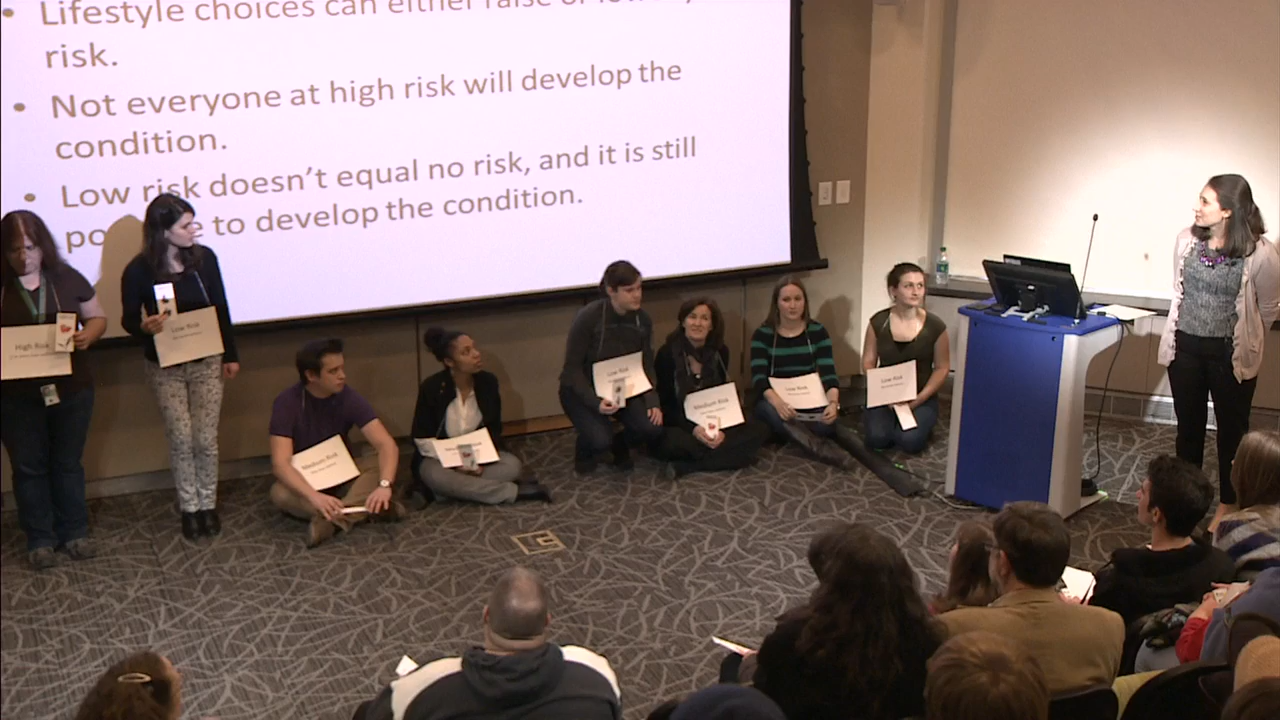 • Lifestyle choices can either raise or lower
risk.
• Not everyone at high risk will develop the
condition.
• Low risk doesn't equal no risk, and it is still
to develop the condition.
High Risk
Low Risk
Medium Risk
Low Risk
Medium Risk
Low Risk
Low Risk